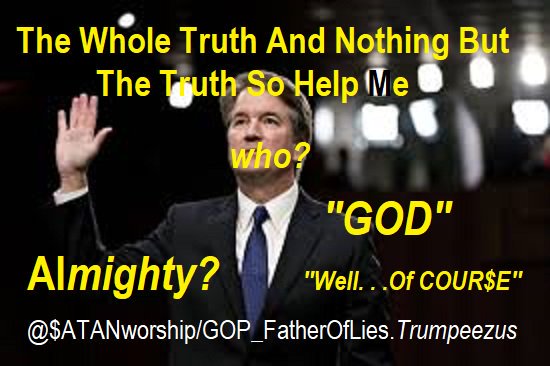 The Whole Truth And Nothing But
The Truth So Help Me
who?
"GOD"
Almighty?
"Well. . .Of COUR$E"
@$ATANworship/GOP_FatherOfLies.Trumpeezus